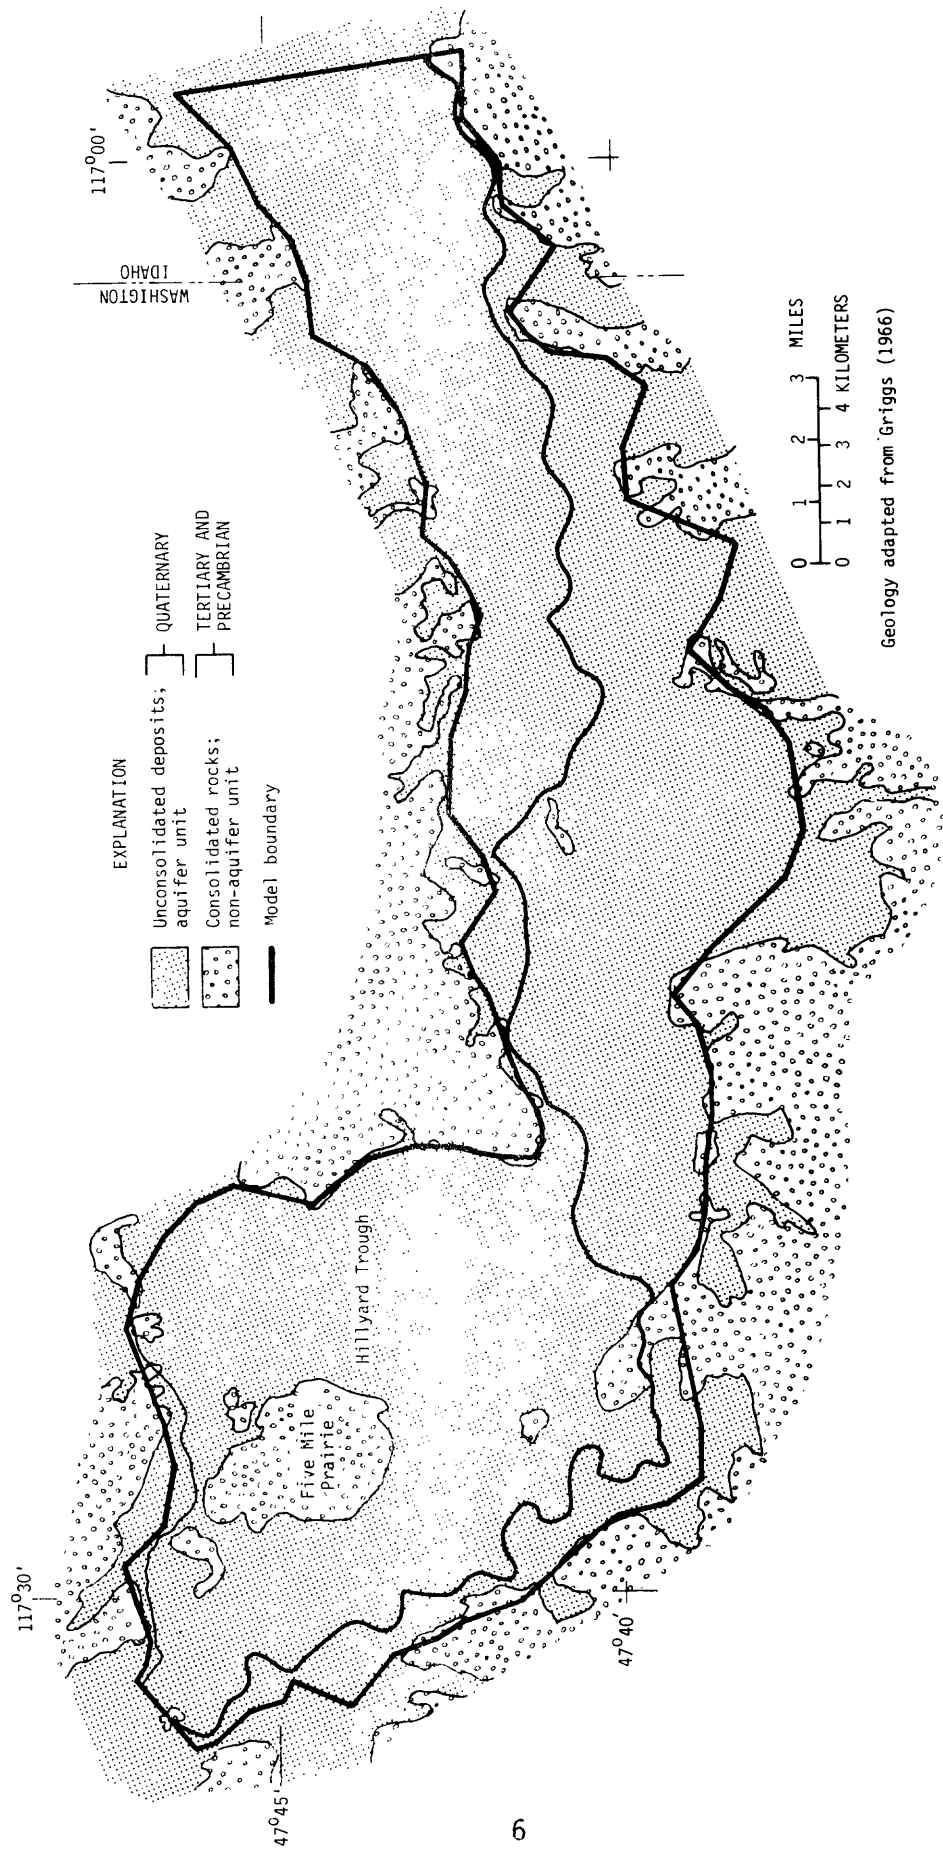 117°00'
WASHIGTON
IDAHO
EXPLANATION
Unconsolidated deposits;
aquifer unit
QUATERNARY
Consolidated rocks;
non-aquifer unit
TERTIARY AND
PRECAMBRIAN
Model boundary
Hillyard Trough
Five Mile
Prairie
117°30'
47°45'
47°40'
0 1 2 3 MILES
0 1 2 3 4 KILOMETERS
Geology adapted from Griggs (1966)
6